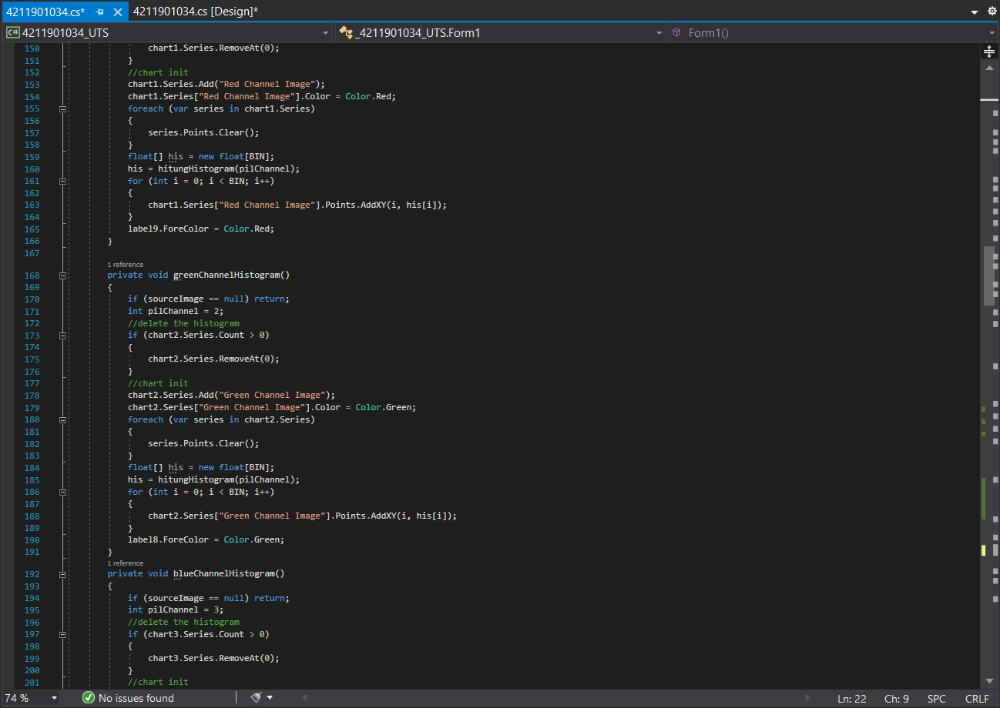 4211901034.cs*
4211901034.cs [Design]*
C# 4211901034_UTS
_4211901034_UTS.Form1
Form1()
150 chart1.Series.RemoveAt(0);
151 }
152 //chart init
153 chart1.Series.Add("Red Channel Image");
154 chart1.Series["Red Channel Image"].Color = Color.Red;
155 foreach (var series in chart1.Series)
156 {
157 series.Points.Clear();
158 }
159 float[] his = new float[BIN];
160 his = hitungHistogram(pilChannel);
161 for (int i = 0; i < BIN; i++)
162 {
163 chart1.Series["Red Channel Image"].Points.AddXY(i, his[i]);
164 }
165 label9.ForeColor = Color.Red;
166 }
167
1 reference
168 private void greenChannelHistogram()
169 {
170 if (sourceImage == null) return;
171 int pilChannel = 2;
172 //delete the histogram
173 if (chart2.Series.Count > 0)
174 {
175 chart2.Series.RemoveAt(0);
176 }
177 //chart init
178 chart2.Series.Add("Green Channel Image");
179 chart2.Series["Green Channel Image"].Color = Color.Green;
180 foreach (var series in chart2.Series)
181 {
182 series.Points.Clear();
183 }
184 float[] his = new float[BIN];
185 his = hitungHistogram(pilChannel);
186 for (int i = 0; i < BIN; i++)
187 {
188 chart2.Series["Green Channel Image"].Points.AddXY(i, his[i]);
189 }
190 label8.ForeColor = Color.Green;
191 }
1 reference
192 private void blueChannelHistogram()
193 {
194 if (sourceImage == null) return;
195 int pilChannel = 3;
196 //delete the histogram
197 if (chart3.Series.Count > 0)
198 {
199 chart3.Series.RemoveAt(0);
200 }
201 //chart init
74 %
No issues found
Ln: 22
Ch: 9
SPC
CRLF